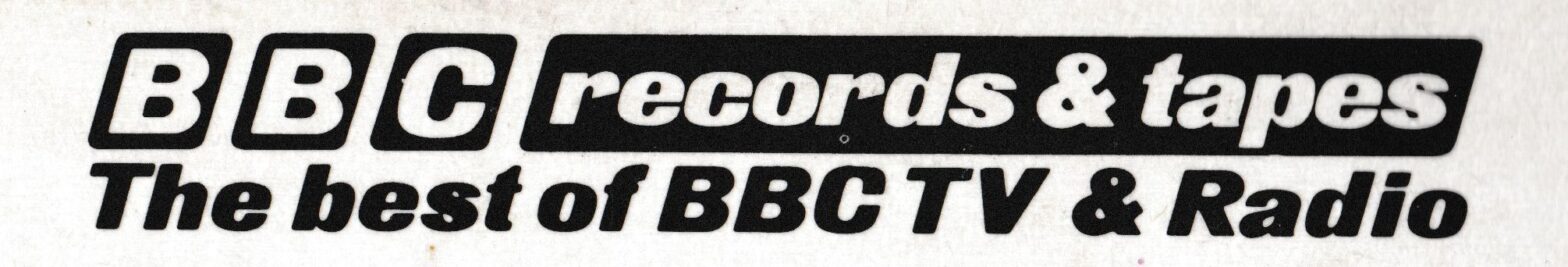 BBC records & tapes
The best of BBC TV & Radio